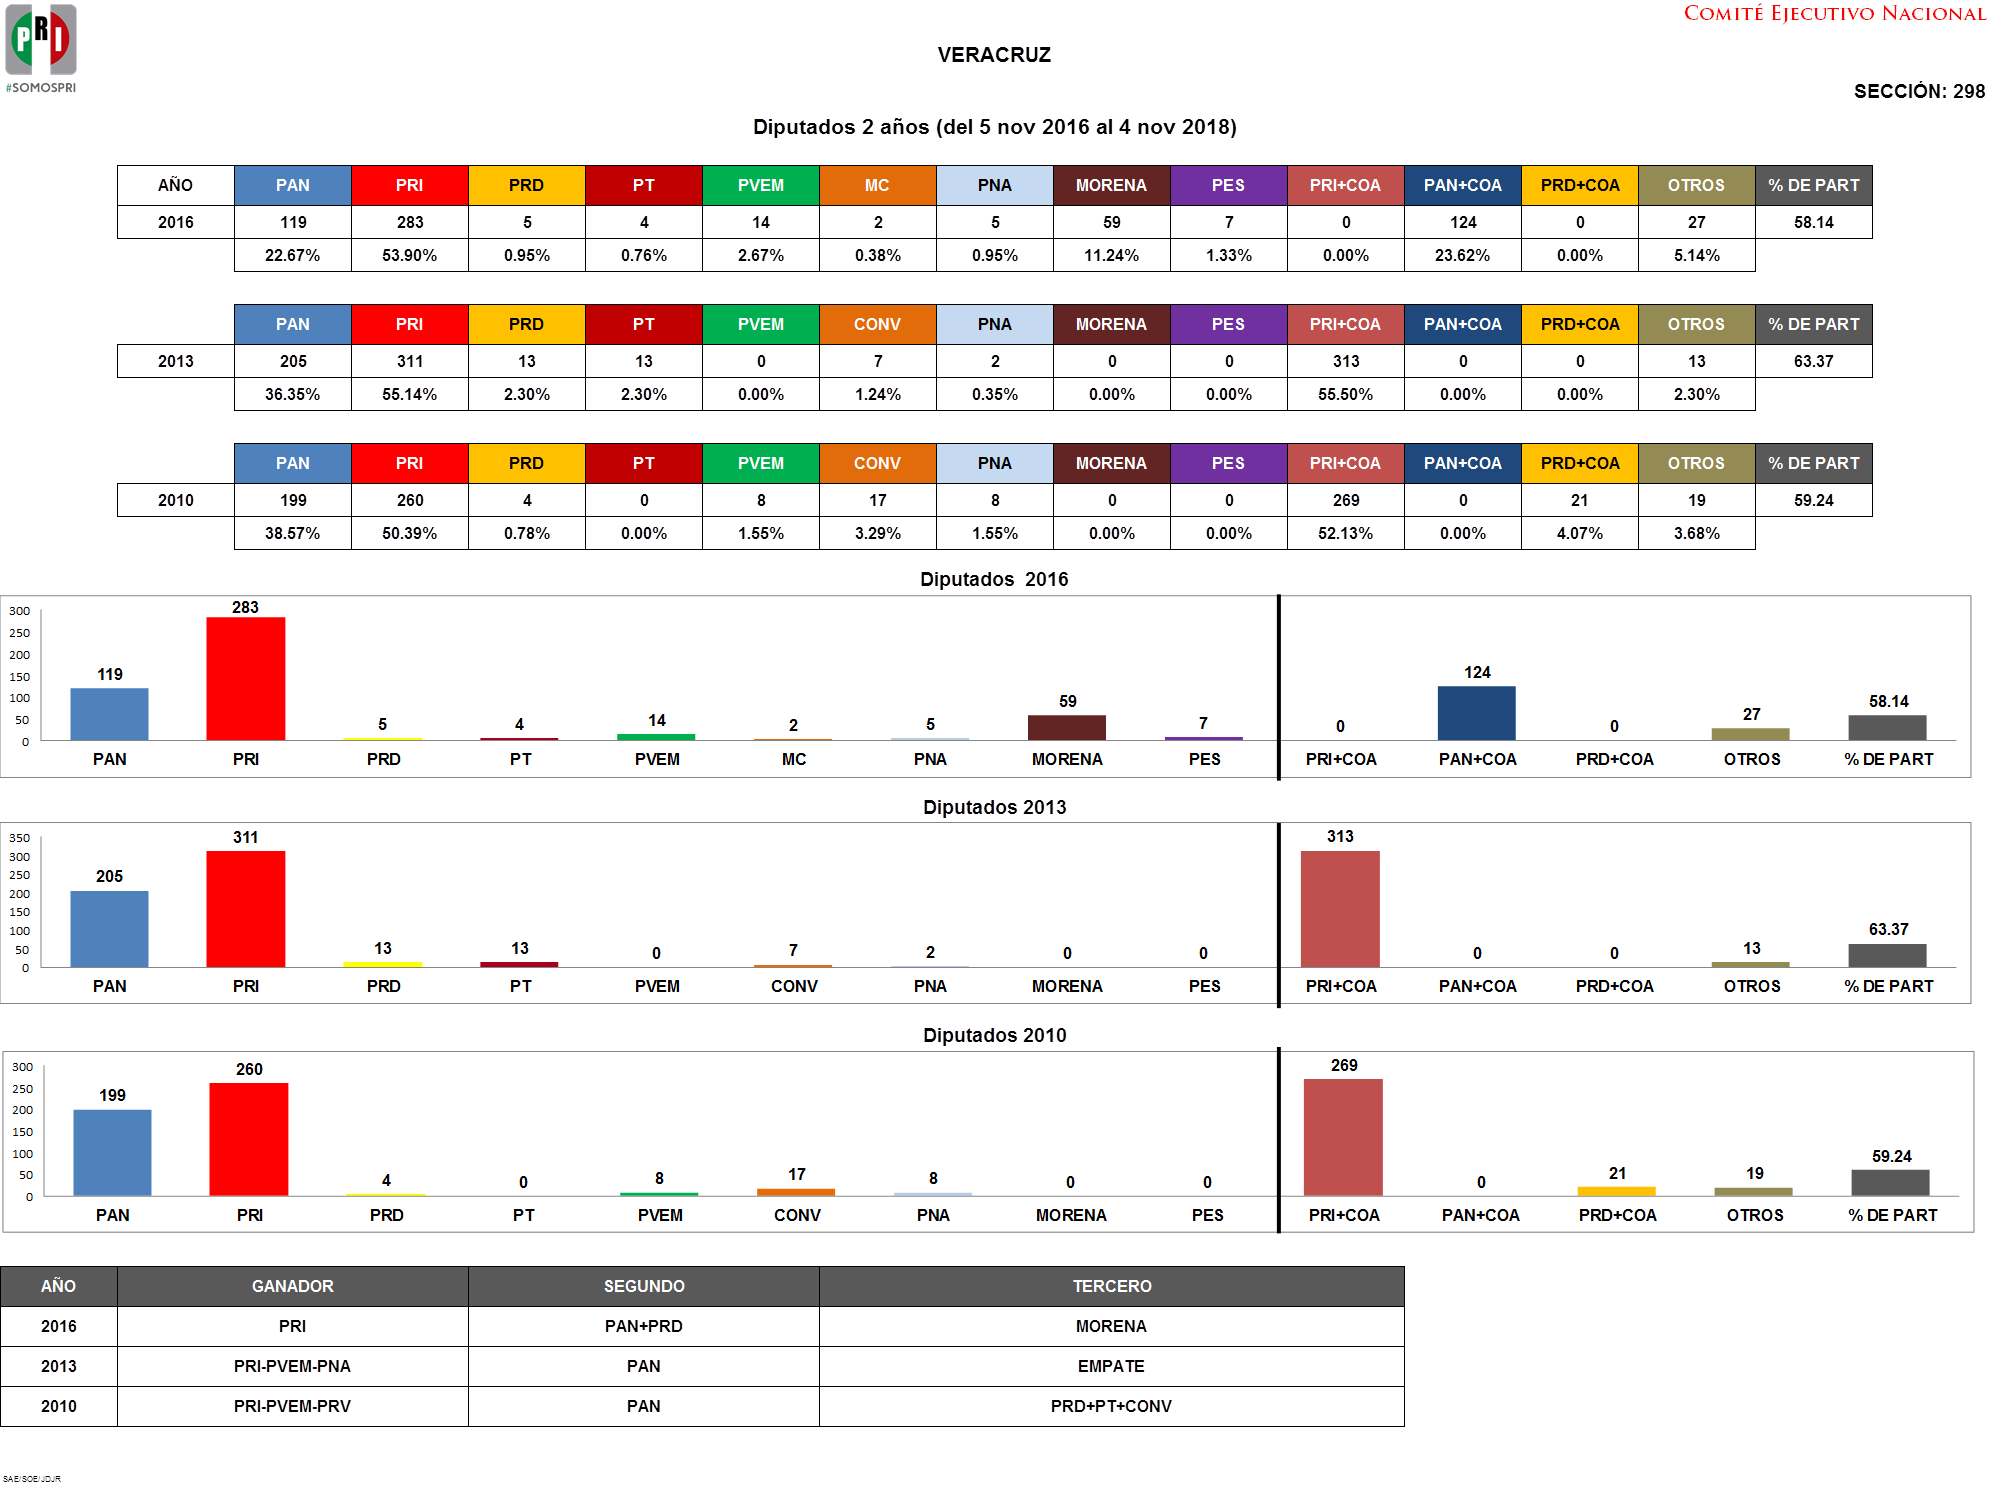 COMITÉ EJECUTIVO NACIONAL
PRI
#SOMOSPRI
VERACRUZ
SECCIÓN: 298
Diputados 2 años (del 5 nov 2016 al 4 nov 2018)
AÑO PAN PRI PRD PT PVEM MC PNA MORENA PES PRI+COA PAN+COA PRD+COA OTROS % DE PART
2016 119 283 5 4 14 2 5 59 7 0 124 0 27 58.14
22.67% 53.90% 0.95% 0.76% 2.67% 0.38% 0.95% 11.24% 1.33% 0.00% 23.62% 0.00% 5.14%
PAN PRI PRD PT PVEM CONV PNA MORENA PES PRI+COA PAN+COA PRD+COA OTROS % DE PART
2013 205 311 13 13 0 7 2 0 0 313 0 0 13 63.37
36.35% 55.14% 2.30% 2.30% 0.00% 1.24% 0.35% 0.00% 0.00% 55.50% 0.00% 0.00% 2.30%
PAN PRI PRD PT PVEM CONV PNA MORENA PES PRI+COA PAN+COA PRD+COA OTROS % DE PART
2010 199 260 4 0 8 17 8 0 0 269 0 21 19 59.24
38.57% 50.39% 0.78% 0.00% 1.55% 3.29% 1.55% 0.00% 0.00% 52.13% 0.00% 4.07% 3.68%
Diputados 2016
300
250
200
150
100
50
0
119 283 5 4 14 2 5 59 7 0 124 0 27 58.14
PAN PRI PRD PT PVEM MC PNA MORENA PES PRI+COA PAN+COA PRD+COA OTROS % DE PART
Diputados 2013
350
300
250
200
150
100
50
0
205 311 13 13 0 7 2 0 0 313 0 0 13 63.37
PAN PRI PRD PT PVEM CONV PNA MORENA PES PRI+COA PAN+COA PRD+COA OTROS % DE PART
Diputados 2010
300
250
200
150
100
50
0
199 260 4 0 8 17 8 0 0 269 0 21 19 59.24
PAN PRI PRD PT PVEM CONV PNA MORENA PES PRI+COA PAN+COA PRD+COA OTROS % DE PART
AÑO GANADOR SEGUNDO TERCERO
2016 PRI PAN+PRD MORENA
2013 PRI-PVEM-PNA PAN EMPATE
2010 PRI-PVEM-PRV PAN PRD+PT+CONV
SAE/SOE/JDJR